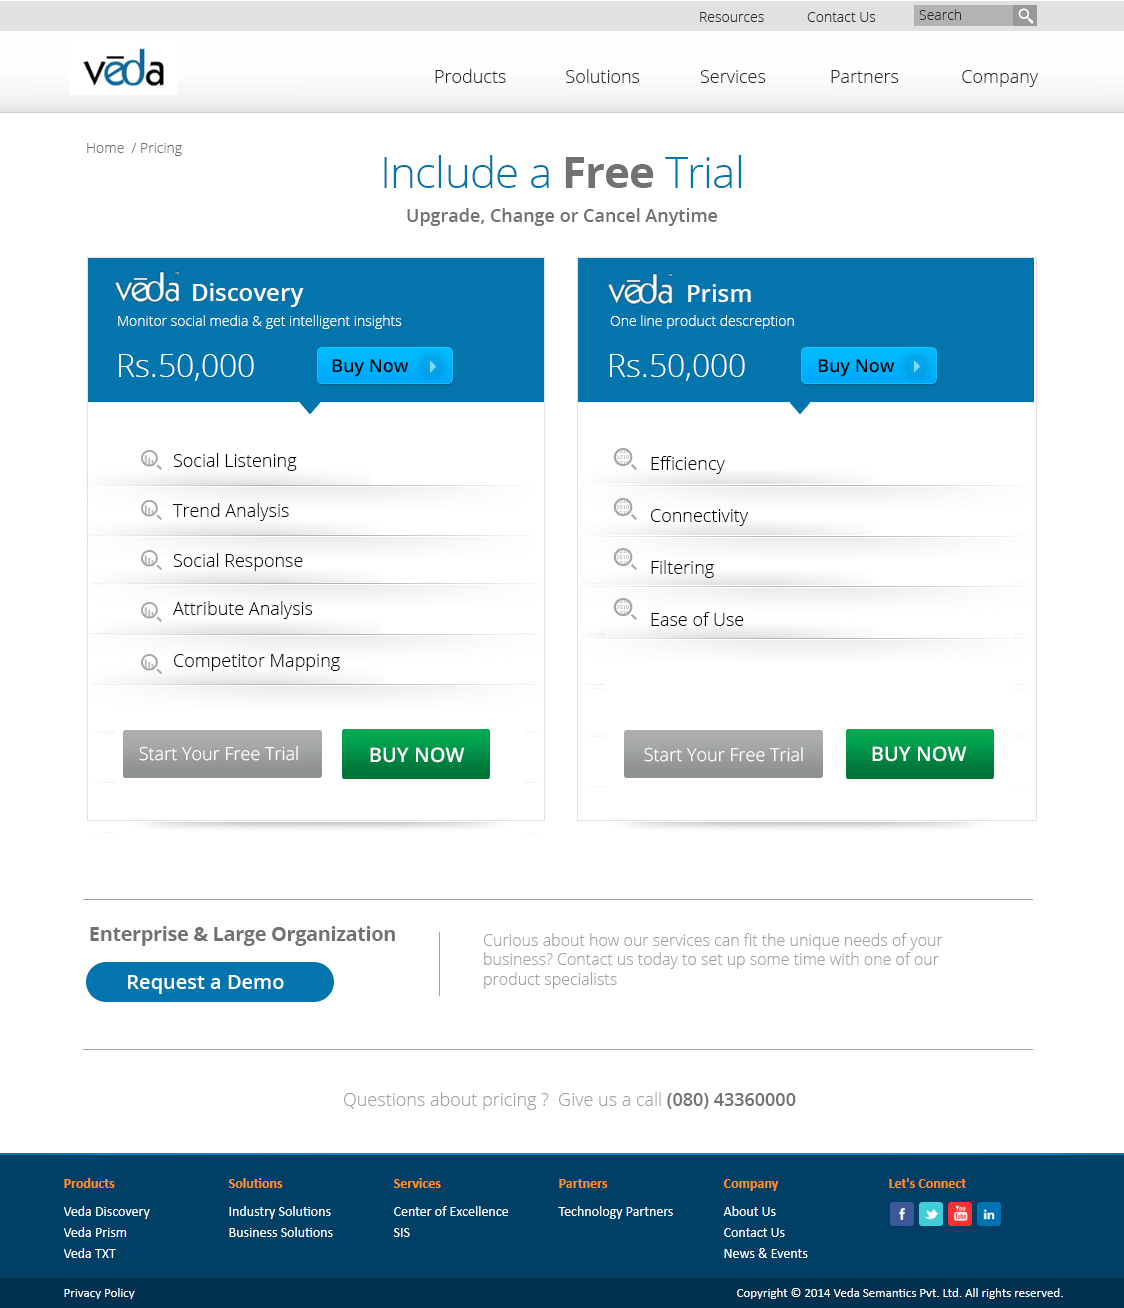 Resources Contact Us Search
vēda
Products Solutions Services Partners Company
Home / Pricing
Include a Free Trial
Upgrade, Change or Cancel Anytime
vēda Discovery
Monitor social media & get intelligent insights
Rs.50,000 Buy Now
Social Listening
Trend Analysis
Social Response
Attribute Analysis
Competitor Mapping
Start Your Free Trial BUY NOW
vēda Prism
One line product descreption
Rs.50,000 Buy Now
Efficiency
Connectivity
Filtering
Ease of Use
Start Your Free Trial BUY NOW
Enterprise & Large Organization
Request a Demo
Curious about how our services can fit the unique needs of your
business? Contact us today to set up some time with one of our
product specialists
Questions about pricing ? Give us a call (080) 43360000
Products
Veda Discovery
Veda Prism
Veda TXT
Solutions
Industry Solutions
Business Solutions
Services
Center of Excellence
SIS
Partners
Technology Partners
Company
About Us
Contact Us
News & Events
Let's Connect
f You Tube in
Privacy Policy Copyright © 2014 Veda Semantics Pvt. Ltd. All rights reserved.